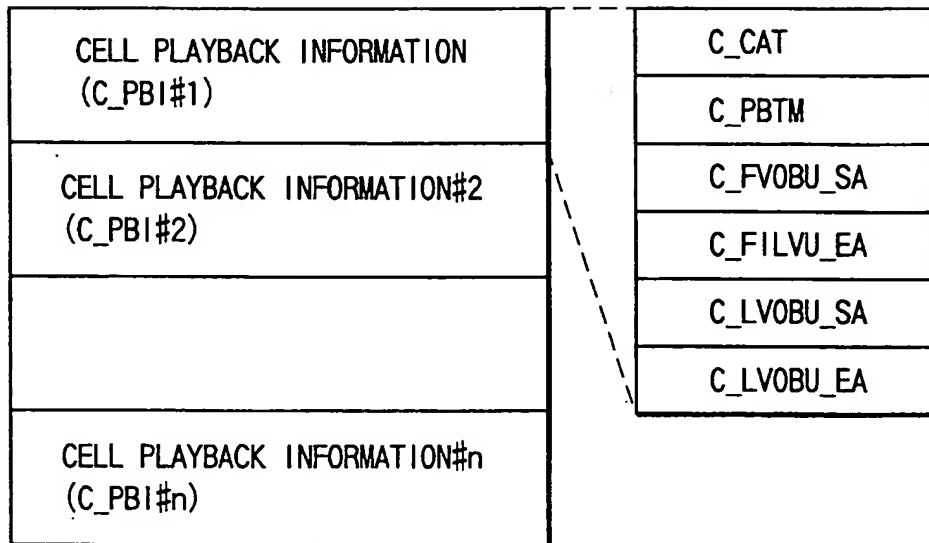 CELL PLAYBACK INFORMATION
(C_PBI#1)
CELL PLAYBACK INFORMATION#2
(C_PBI#2)
CELL PLAYBACK INFORMATION#n
(C_PBI#n)
C_CAT
C_PBTM
C_FVOBU_SA
C_FILVU_EA
C_LVOBU_SA
C_LVOBU_EA